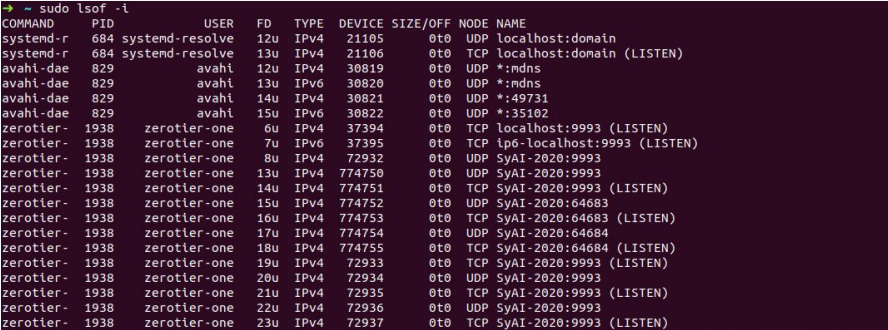 → ~ sudo lsof -i
COMMAND PID USER FD TYPE DEVICE SIZE/OFF NODE NAME
systemd-r 684 systemd-resolve 12u IPv4 21105 0t0 UDP localhost:domain
systemd-r 684 systemd-resolve 13u IPv4 21106 0t0 TCP localhost:domain (LISTEN)
avahi-dae 829 avahi 12u IPv4 30819 0t0 UDP *:mdns
avahi-dae 829 avahi 13u IPv6 30820 0t0 UDP *:mdns
avahi-dae 829 avahi 14u IPv4 30821 0t0 UDP *:49731
avahi-dae 829 avahi 15u IPv6 30822 0t0 UDP *:35102
zerotier- 1938 zerotier-one 6u IPv4 37394 0t0 TCP localhost:9993 (LISTEN)
zerotier- 1938 zerotier-one 7u IPv6 37395 0t0 TCP ip6-localhost:9993 (LISTEN)
zerotier- 1938 zerotier-one 8u IPv4 72932 0t0 UDP SyAI-2020:9993
zerotier- 1938 zerotier-one 13u IPv4 774750 0t0 UDP SyAI-2020:9993
zerotier- 1938 zerotier-one 14u IPv4 774751 0t0 TCP SyAI-2020:9993 (LISTEN)
zerotier- 1938 zerotier-one 15u IPv4 774752 0t0 UDP SyAI-2020:64683
zerotier- 1938 zerotier-one 16u IPv4 774753 0t0 TCP SyAI-2020:64683 (LISTEN)
zerotier- 1938 zerotier-one 17u IPv4 774754 0t0 UDP SyAI-2020:64684
zerotier- 1938 zerotier-one 18u IPv4 774755 0t0 TCP SyAI-2020:64684 (LISTEN)
zerotier- 1938 zerotier-one 19u IPv4 72933 0t0 TCP SyAI-2020:9993 (LISTEN)
zerotier- 1938 zerotier-one 20u IPv4 72934 0t0 UDP SyAI-2020:9993
zerotier- 1938 zerotier-one 21u IPv4 72935 0t0 TCP SyAI-2020:9993 (LISTEN)
zerotier- 1938 zerotier-one 22u IPv4 72936 0t0 UDP SyAI-2020:9993
zerotier- 1938 zerotier-one 23u IPv4 72937 0t0 TCP SyAI-2020:9993 (LISTEN)